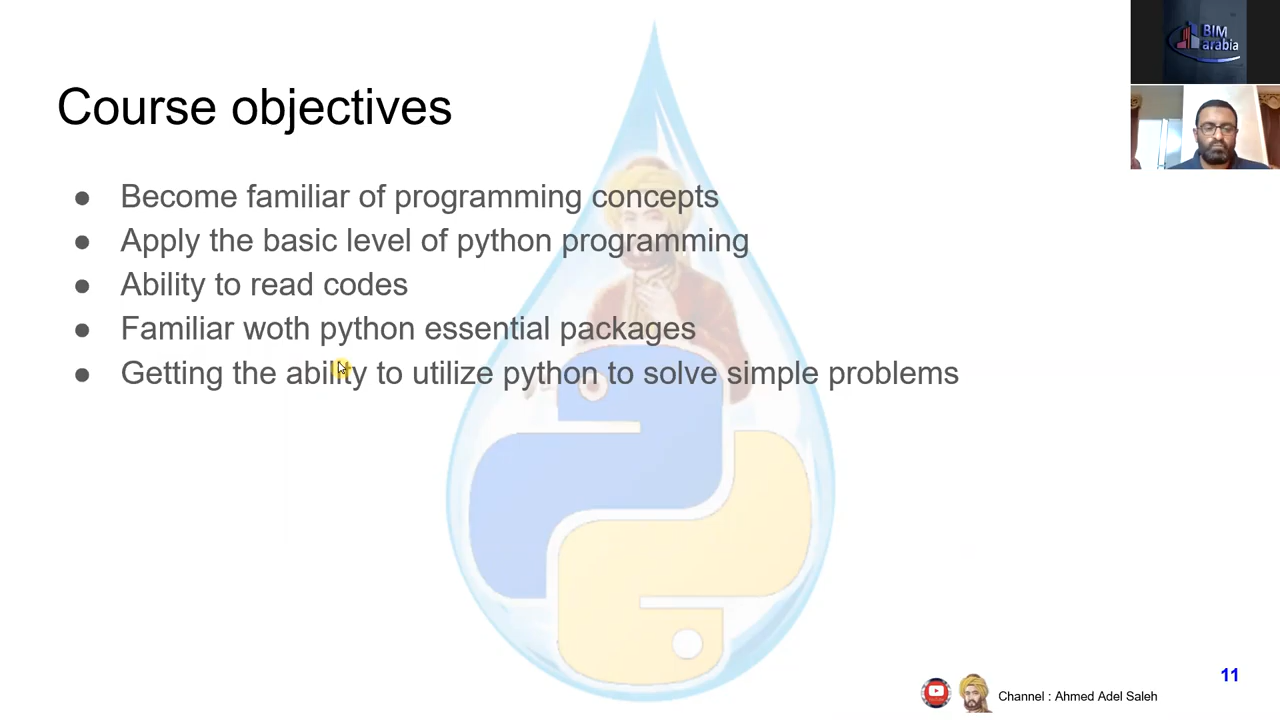 BIM
arabia
Course objectives
● Become familiar of programming concepts
● Apply the basic level of python programming
● Ability to read codes
● Familiar woth python essential packages
● Getting the ability to utilize python to solve simple problems
11
Channel : Ahmed Adel Saleh